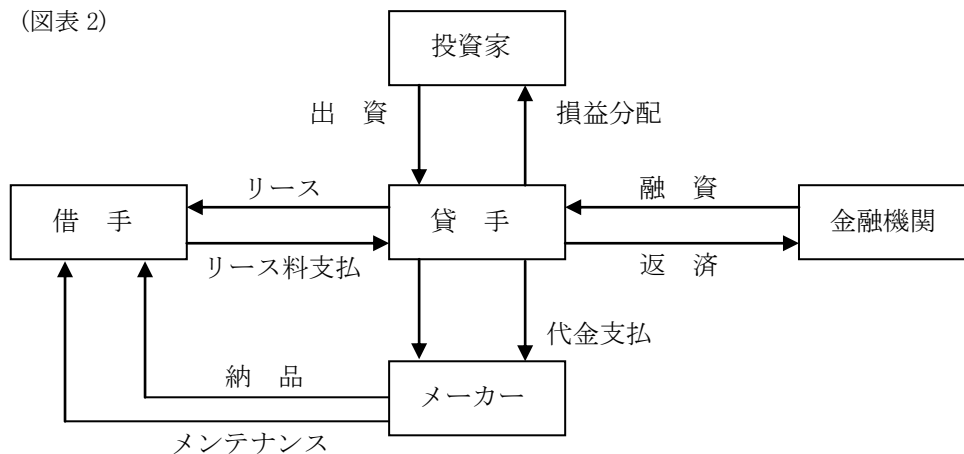 (図表 2)
投資家
出　資
損益分配
リース
融　資
借　手
貸　手
金融機関
リース料支払
返　済
代金支払
納　品
メーカー
メンテナンス